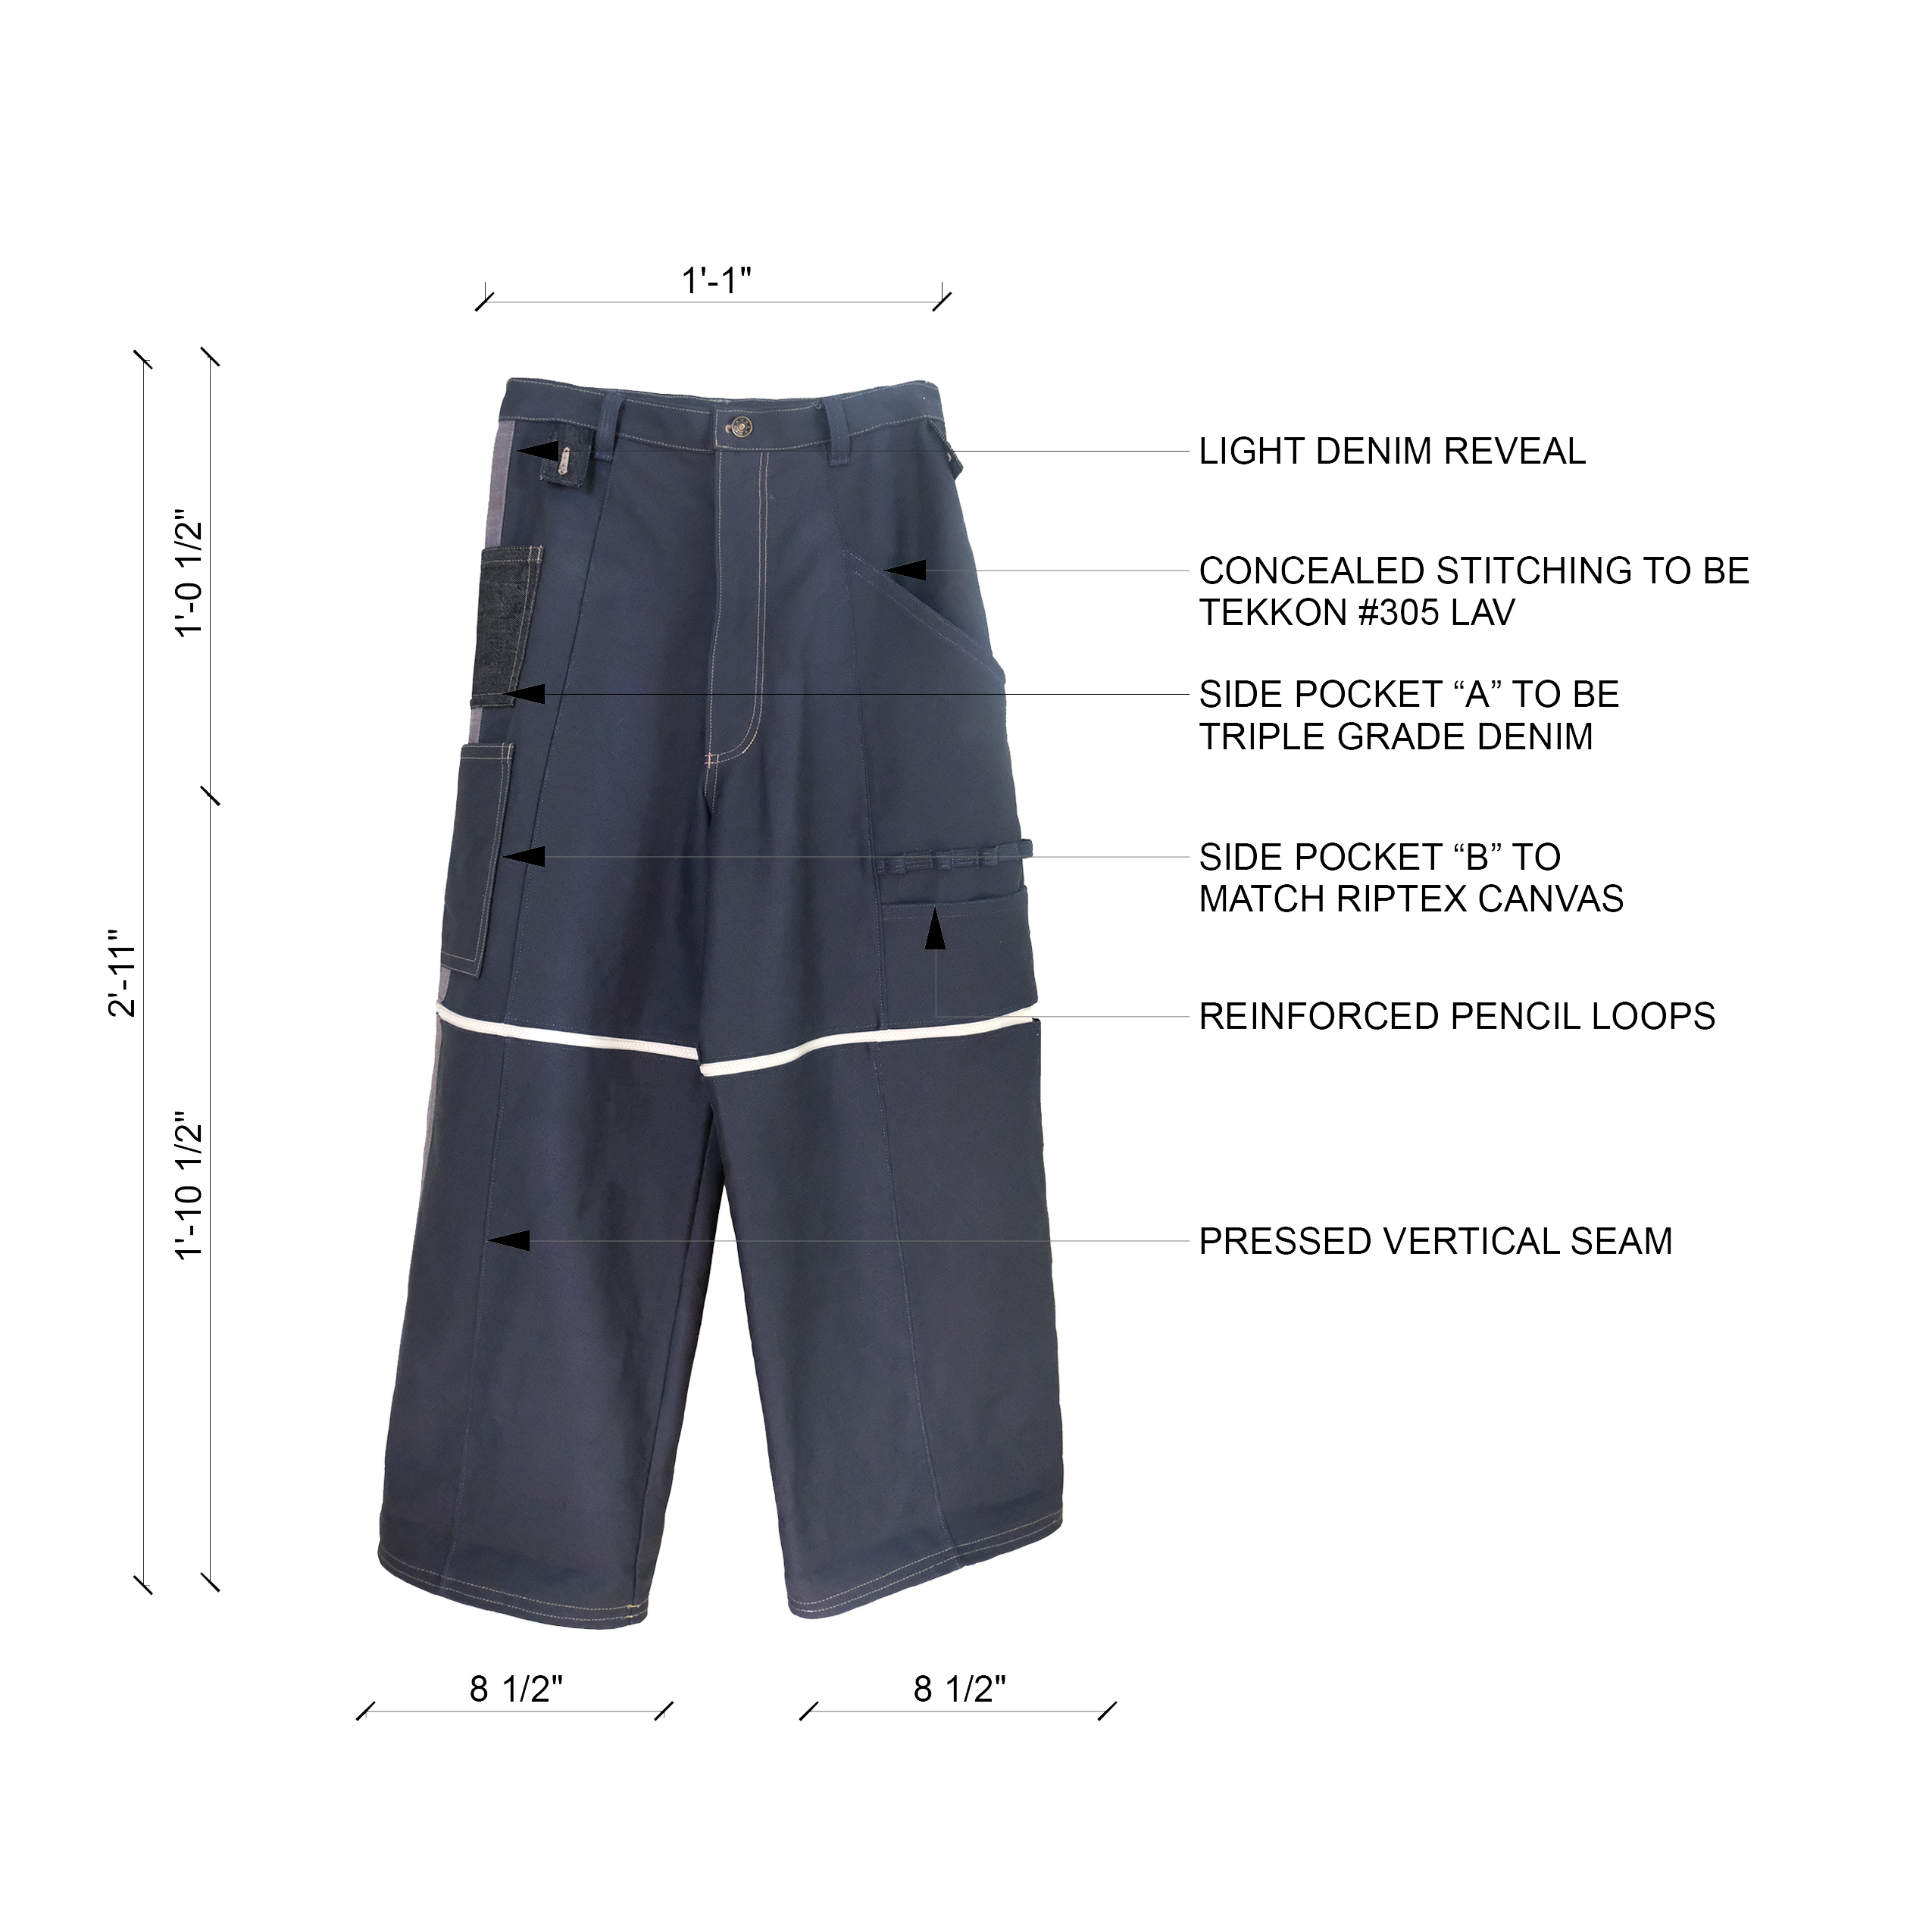 1'-1"
LIGHT DENIM REVEAL
1'-0 1/2"
CONCEALED STITCHING TO BE
TEKKON #305 LAV
SIDE POCKET “A” TO BE
TRIPLE GRADE DENIM
SIDE POCKET “B” TO
MATCH RIPTEX CANVAS
2'-11"
REINFORCED PENCIL LOOPS
1'-10 1/2"
PRESSED VERTICAL SEAM
8 1/2"
8 1/2"